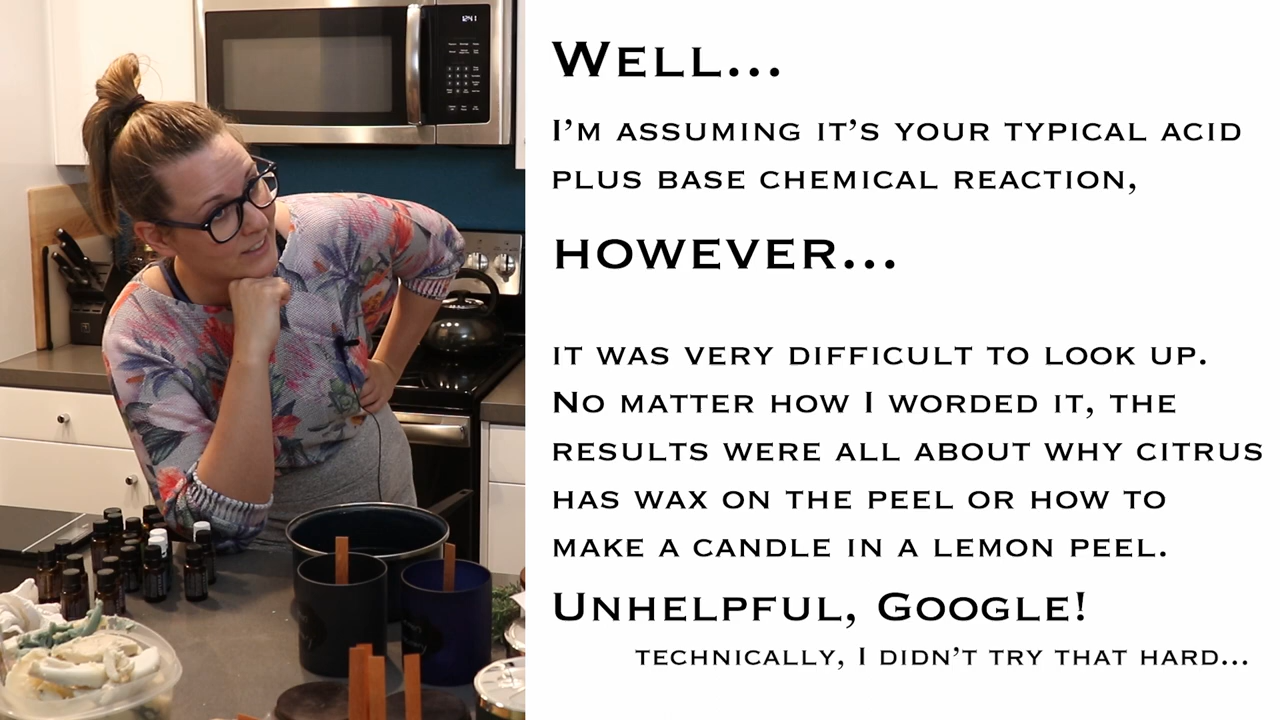 12:41
WELL...
I'M ASSUMING IT'S YOUR TYPICAL ACID
PLUS BASE CHEMICAL REACTION,
HOWEVER...
IT WAS VERY DIFFICULT TO LOOK UP.
NO MATTER HOW I WORDED IT, THE
RESULTS WERE ALL ABOUT WHY CITRUS
HAS WAX ON THE PEEL OR HOW TO
MAKE A CANDLE IN A LEMON PEEL.
UNHELPFUL, GOOGLE!
TECHNICALLY, I DIDN'T TRY THAT HARD...